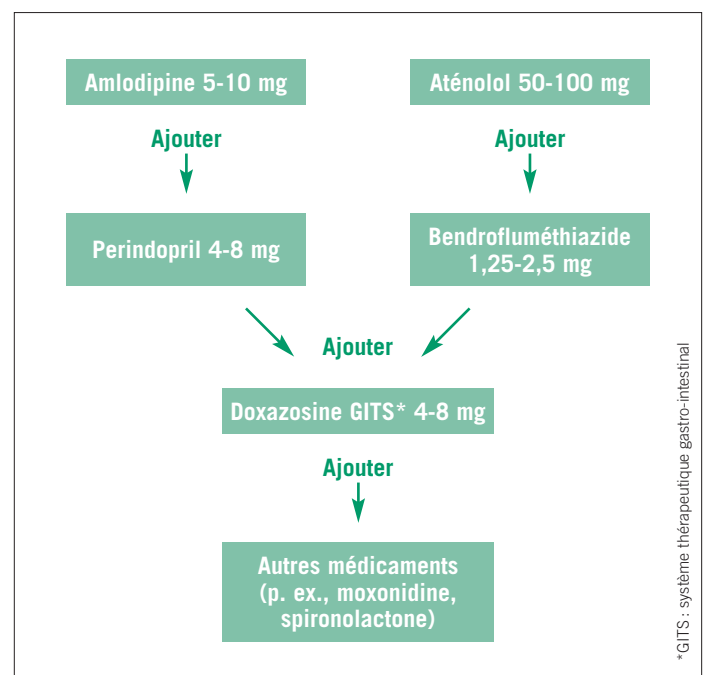 Amlodipine 5-10 mg
Aténolol 50-100 mg
Ajouter
Ajouter
Perindopril 4-8 mg
Bendrofluméthiazide
1,25-2,5 mg
Ajouter
Doxazosine GITS* 4-8 mg
Ajouter
Autres médicaments
(p. ex., moxonidine,
spironolactone)
*GITS : système thérapeutique gastro-intestinal